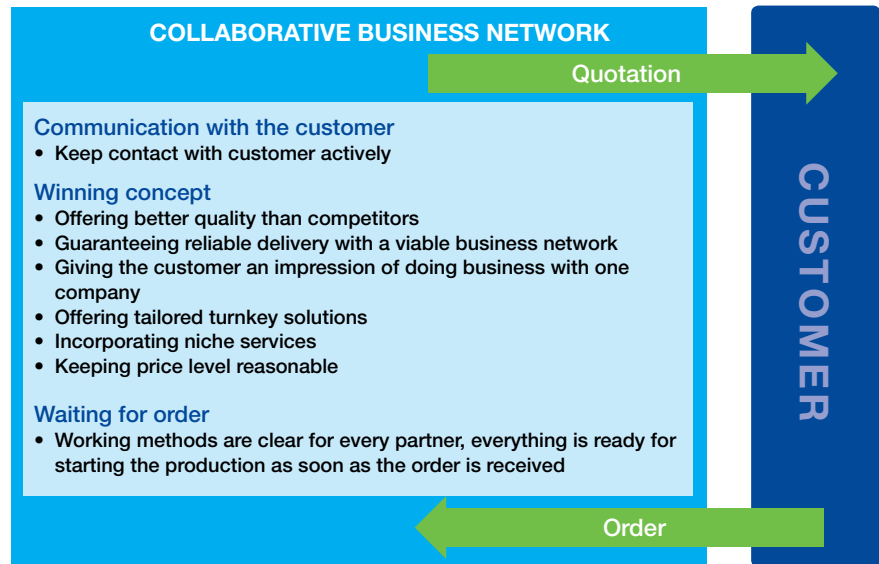 COLLABORATIVE BUSINESS NETWORK
Quotation
Communication with the customer
• Keep contact with customer actively
Winning concept
• Offering better quality than competitors
• Guaranteeing reliable delivery with a viable business network
• Giving the customer an impression of doing business with one
company
• Offering tailored turnkey solutions
• Incorporating niche services
• Keeping price level reasonable
Waiting for order
• Working methods are clear for every partner, everything is ready for
starting the production as soon as the order is received
Order
CUSTOMER